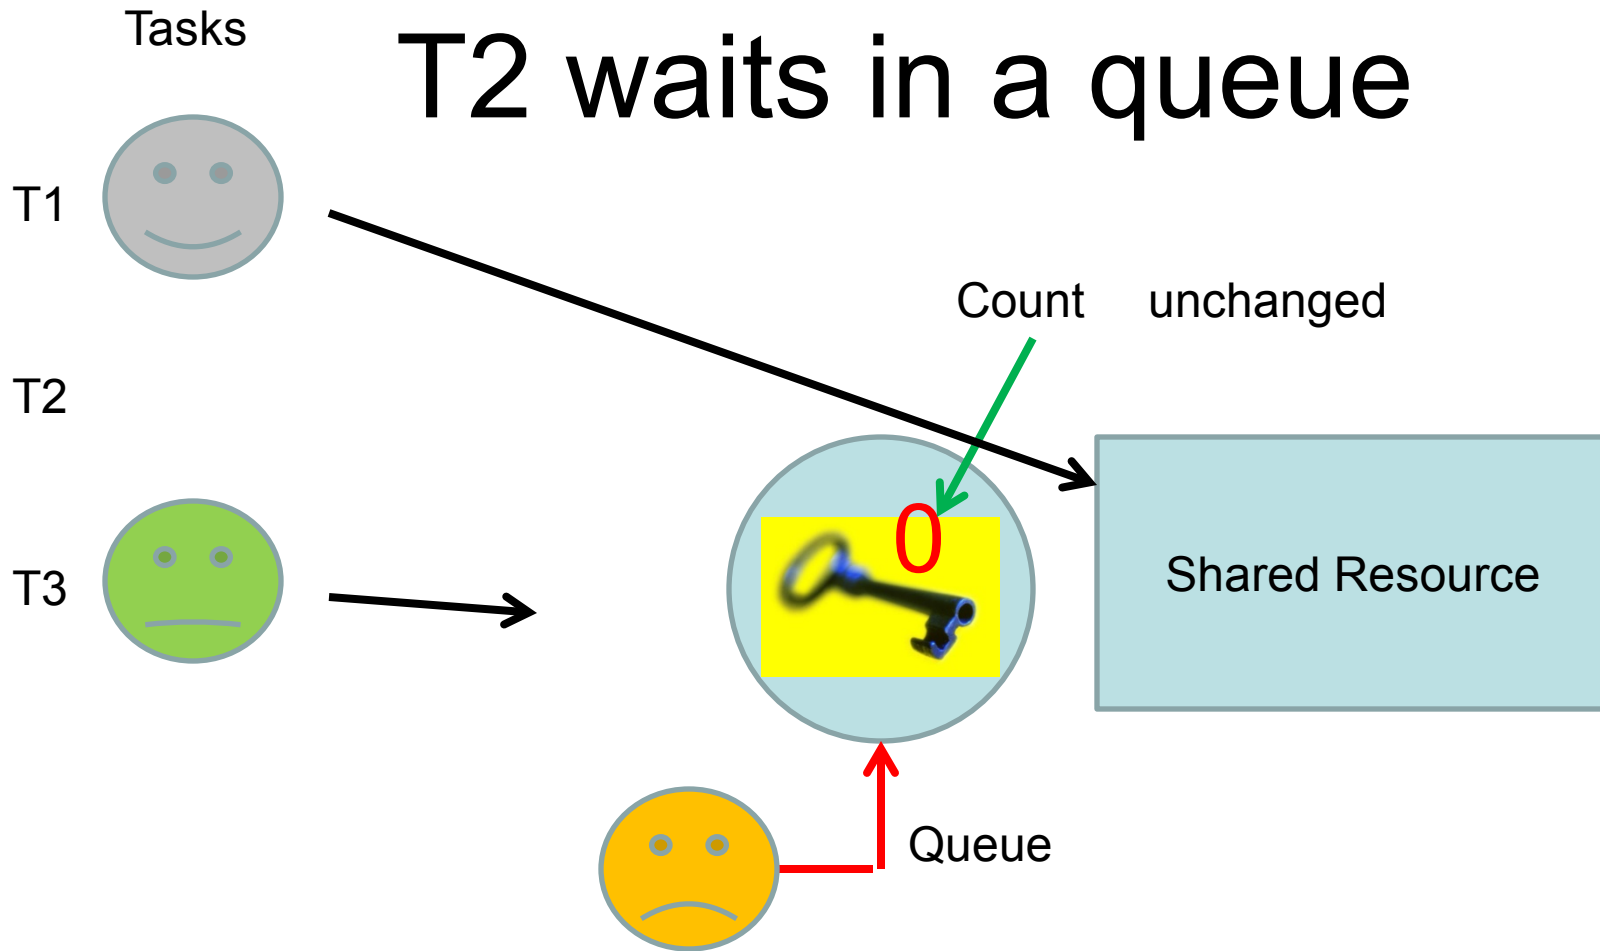 Tasks
T2 waits in a queue
T1
Count unchanged
T2
0
T3
Shared Resource
Queue